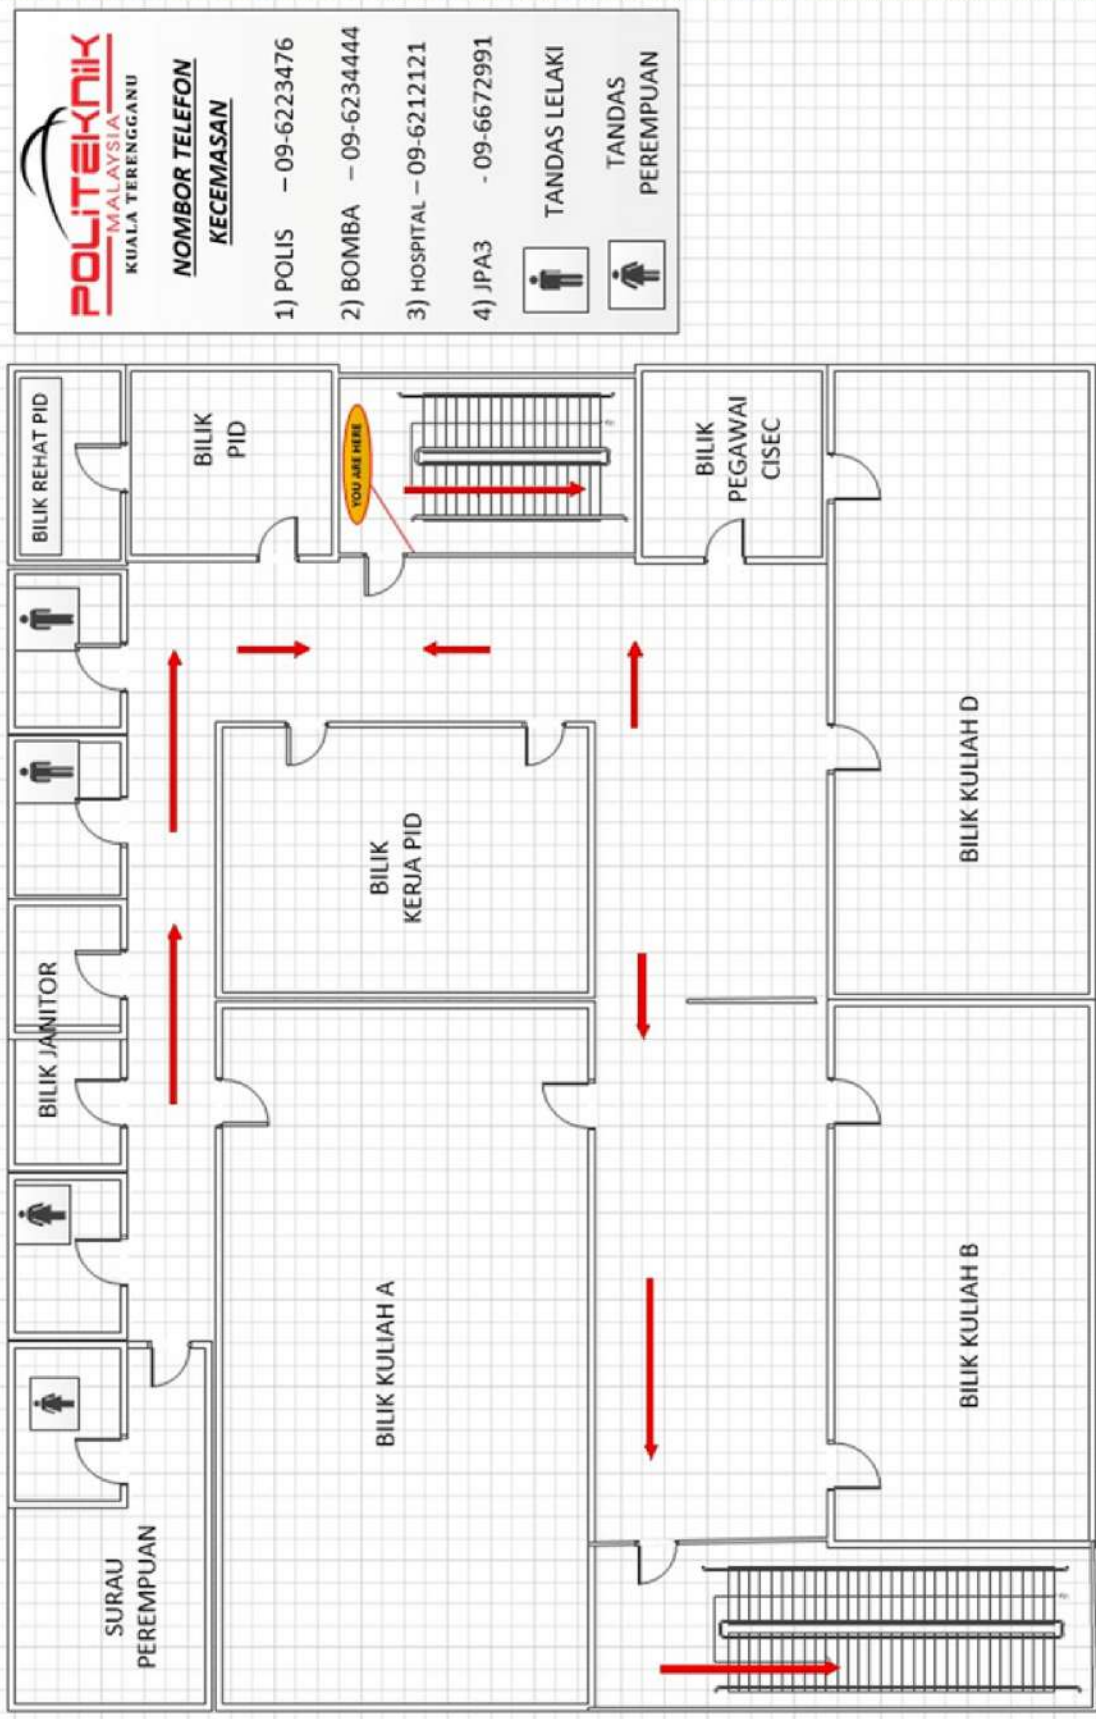 POLITEKNIK
MALAYSIA
KUALA TERENGGANU
NOMBOR TELEFON
KECEMASAN
1) POLIS – 09-6223476
2) BOMBA – 09-6234444
3) HOSPITAL – 09-6212121
4) JPA3 - 09-6672991
TANDAS LELAKI
TANDAS
PEREMPUAN
SURAU
PEREMPUAN
BILIK JANITOR
BILIK REHAT PID
BILIK
PID
YOU ARE HERE
BILIK KULIAH A
BILIK
KERJA PID
BILIK
PEGAWAI
CISEC
BILIK KULIAH B
BILIK KULIAH D